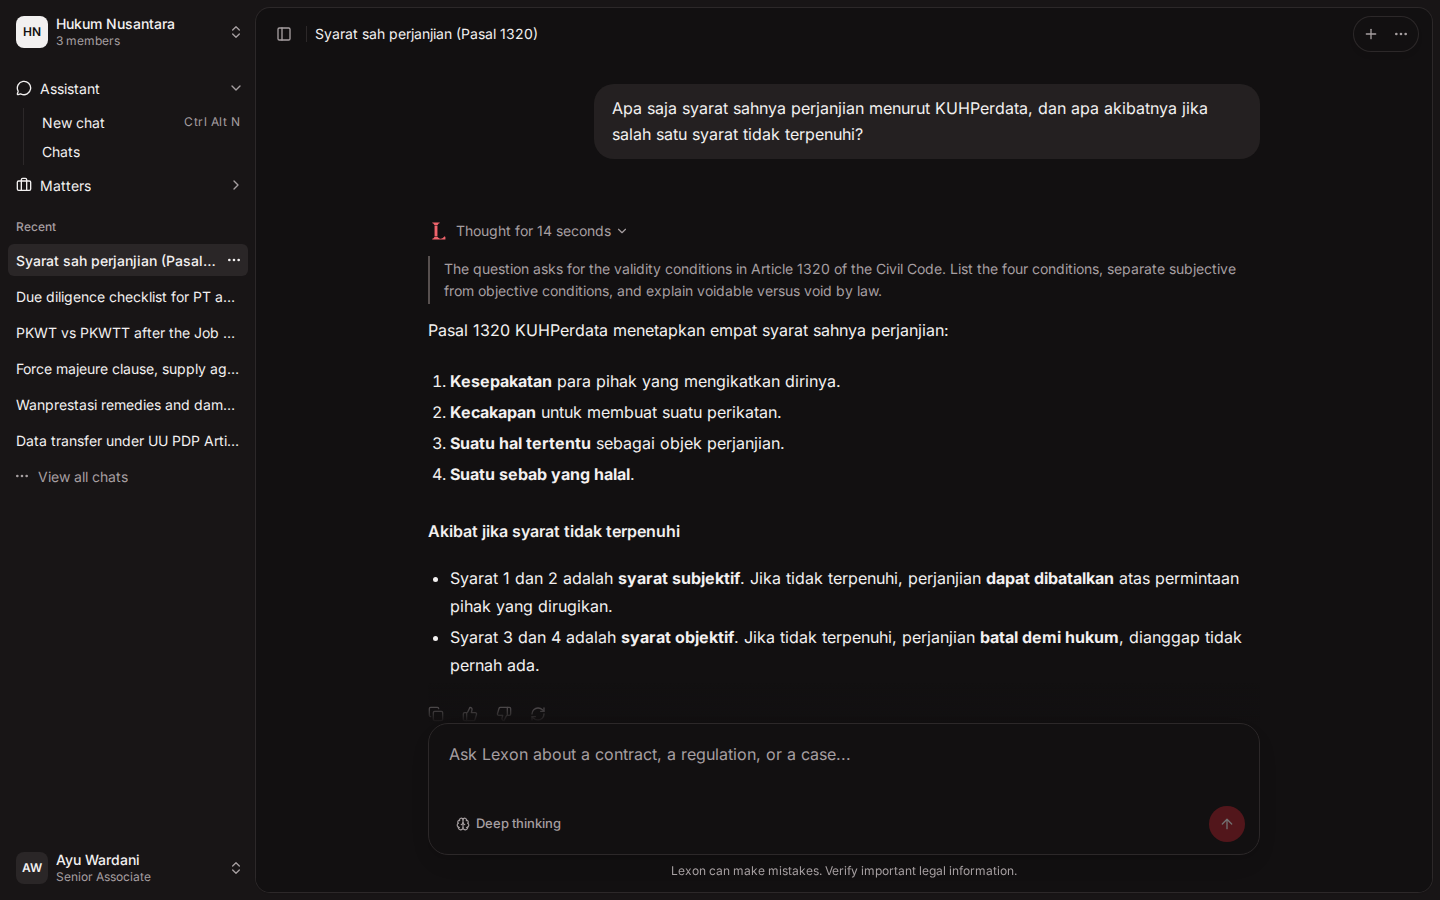 HN
Hukum Nusantara
3 members
Assistant
New chat
Ctrl Alt N
Chats
Matters
Recent
Syarat sah perjanjian (Pasal...
Due diligence checklist for PT a...
PKWT vs PKWTT after the Job ...
Force majeure clause, supply ag...
Wanprestasi remedies and dam...
Data transfer under UU PDP Arti...
View all chats
AW
Ayu Wardani
Senior Associate
Syarat sah perjanjian (Pasal 1320)
Apa saja syarat sahnya perjanjian menurut KUHPerdata, dan apa akibatnya jika
salah satu syarat tidak terpenuhi?
L Thought for 14 seconds
The question asks for the validity conditions in Article 1320 of the Civil Code. List the four conditions, separate subjective
from objective conditions, and explain voidable versus void by law.
Pasal 1320 KUHPerdata menetapkan empat syarat sahnya perjanjian:
1. Kesepakatan para pihak yang mengikatkan dirinya.
2. Kecakapan untuk membuat suatu perikatan.
3. Suatu hal tertentu sebagai objek perjanjian.
4. Suatu sebab yang halal.
Akibat jika syarat tidak terpenuhi
• Syarat 1 dan 2 adalah syarat subjektif. Jika tidak terpenuhi, perjanjian dapat dibatalkan atas permintaan
pihak yang dirugikan.
• Syarat 3 dan 4 adalah syarat objektif. Jika tidak terpenuhi, perjanjian batal demi hukum, dianggap tidak
pernah ada.
Ask Lexon about a contract, a regulation, or a case...
Deep thinking
Lexon can make mistakes. Verify important legal information.